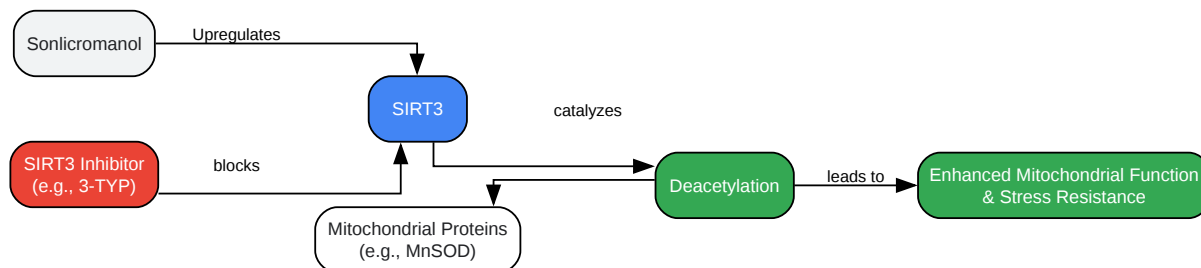 Sonlicromanol
Upregulates
SIRT3
catalyzes
SIRT3 Inhibitor
(e.g., 3-TYP)
blocks
Deacetylation
leads to
Enhanced Mitochondrial Function
& Stress Resistance
Mitochondrial Proteins
(e.g., MnSOD)